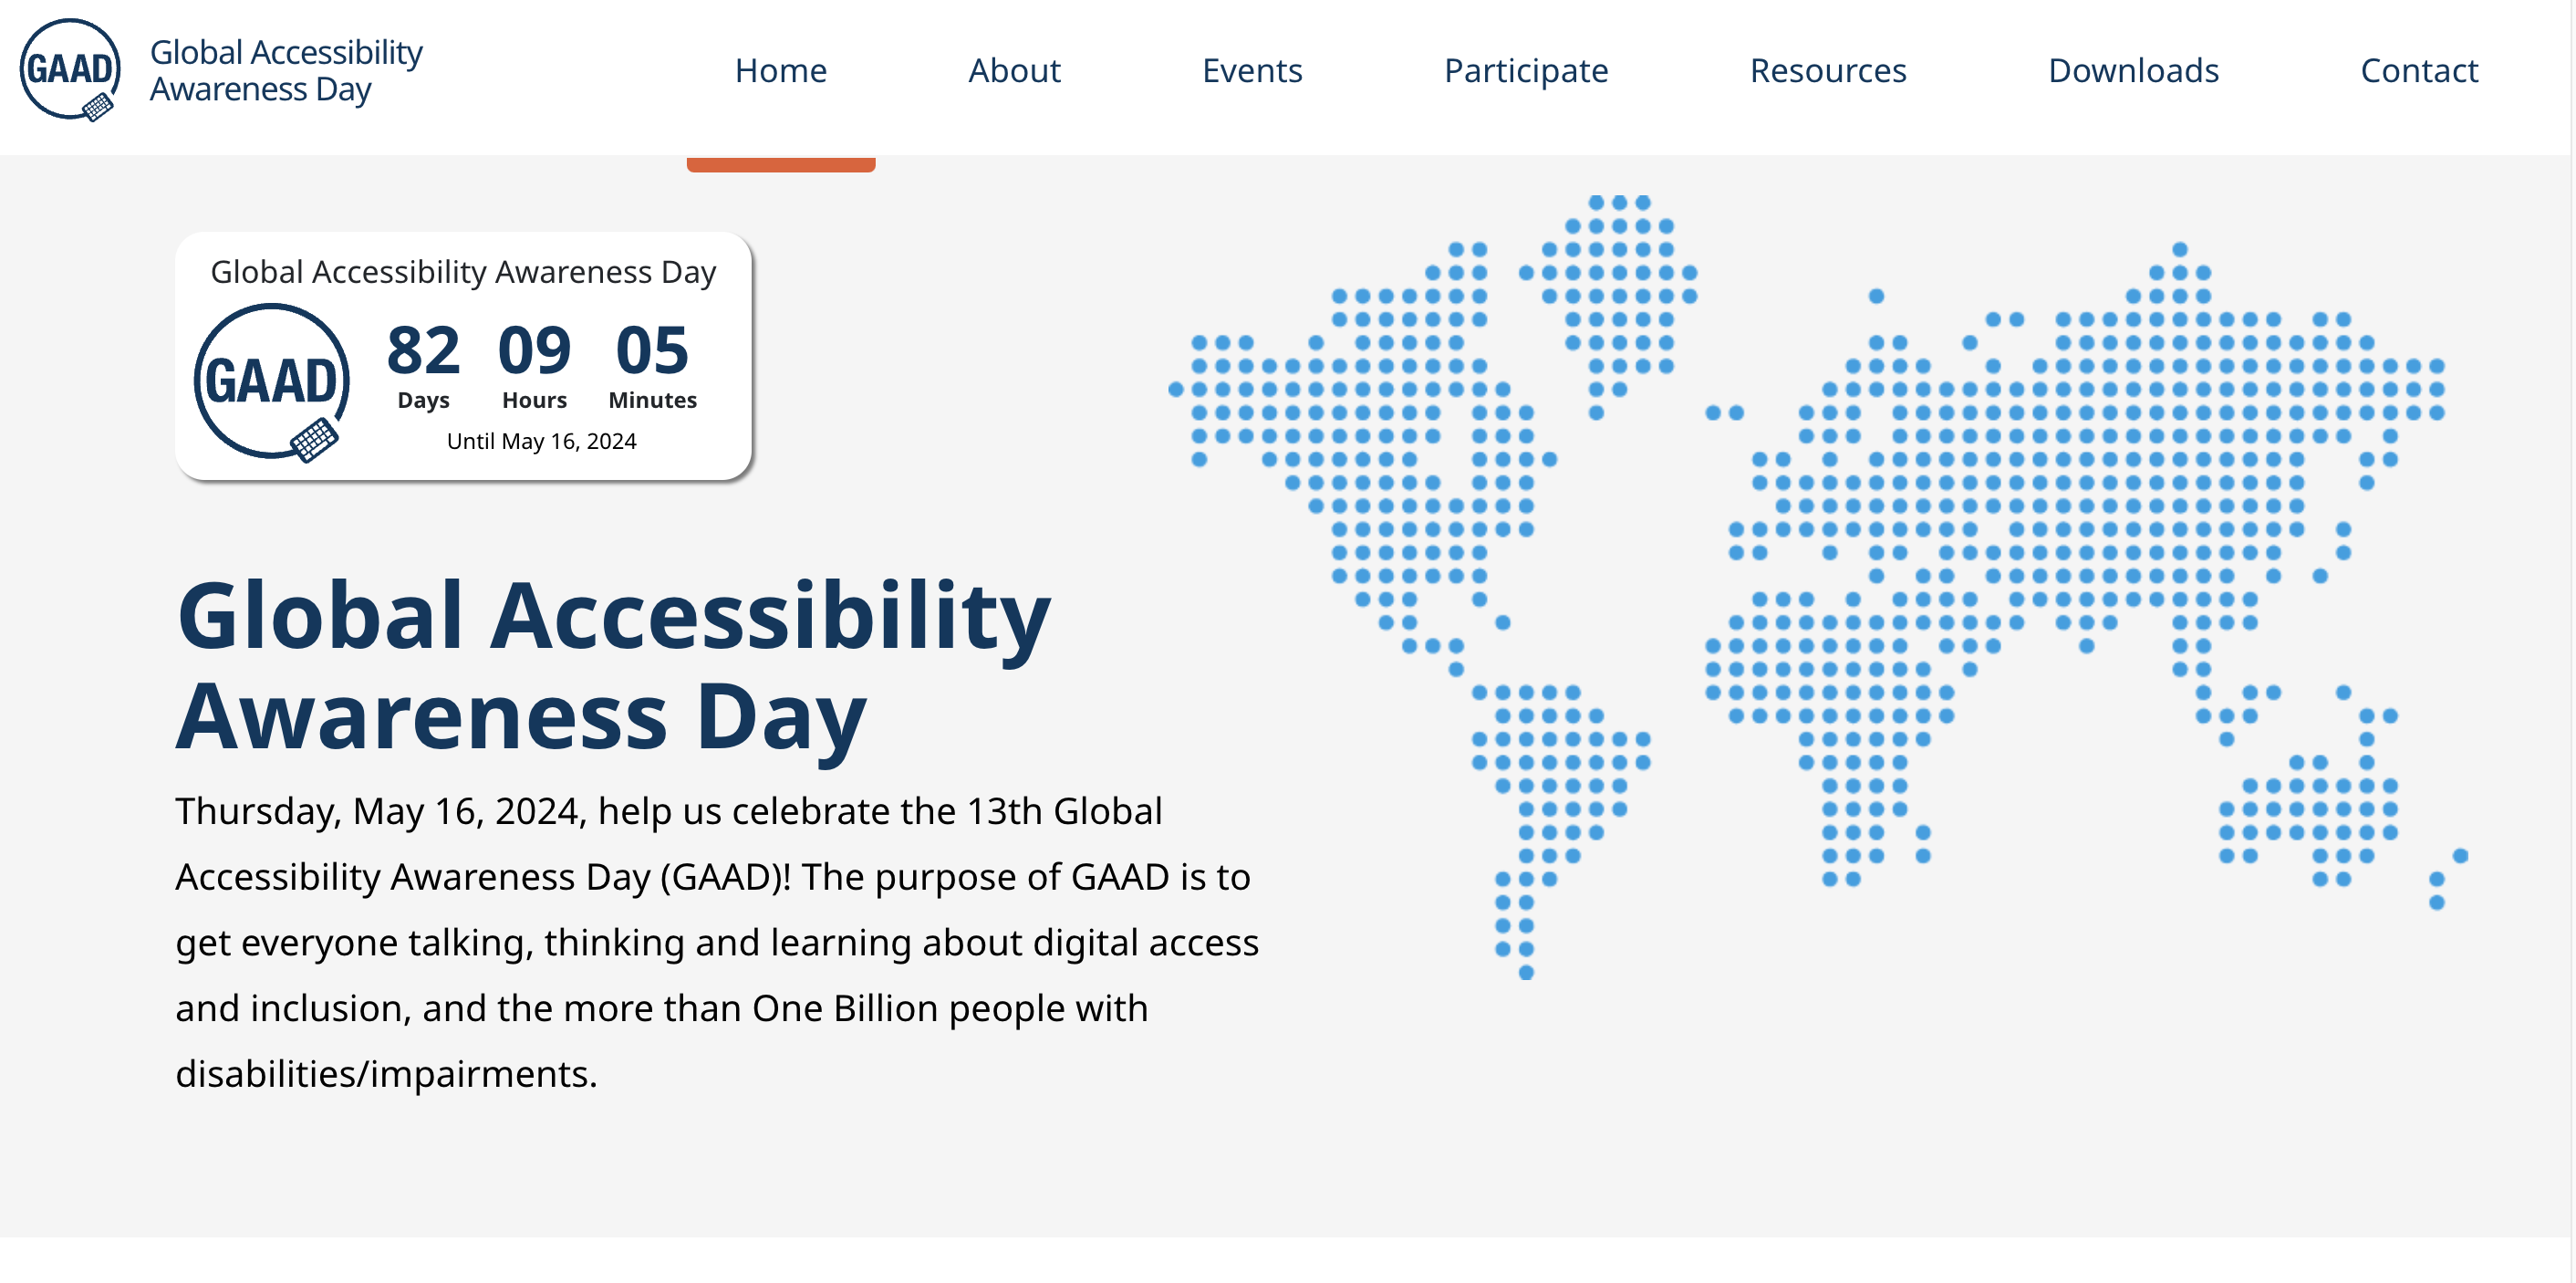 GAAD
Global Accessibility
Awareness Day
Home About Events Participate Resources Downloads Contact
Global Accessibility Awareness Day
GAAD
82 09 05
Days Hours Minutes
Until May 16, 2024
Global Accessibility
Awareness Day
Thursday, May 16, 2024, help us celebrate the 13th Global
Accessibility Awareness Day (GAAD)! The purpose of GAAD is to
get everyone talking, thinking and learning about digital access
and inclusion, and the more than One Billion people with
disabilities/impairments.